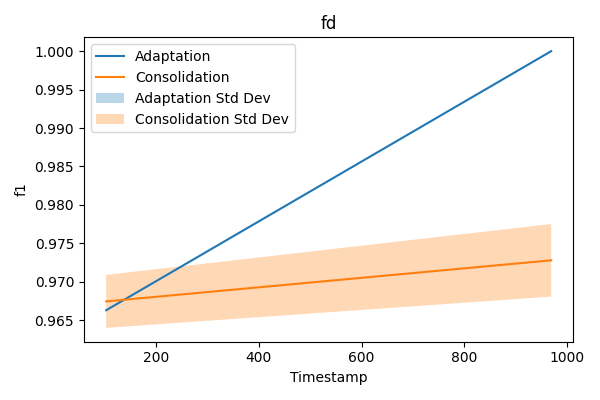 fd
1.000
0.995
0.990
0.985
0.980
0.975
0.970
0.965
f1
Adaptation
Consolidation
Adaptation Std Dev
Consolidation Std Dev
200
400
600
800
1000
Timestamp